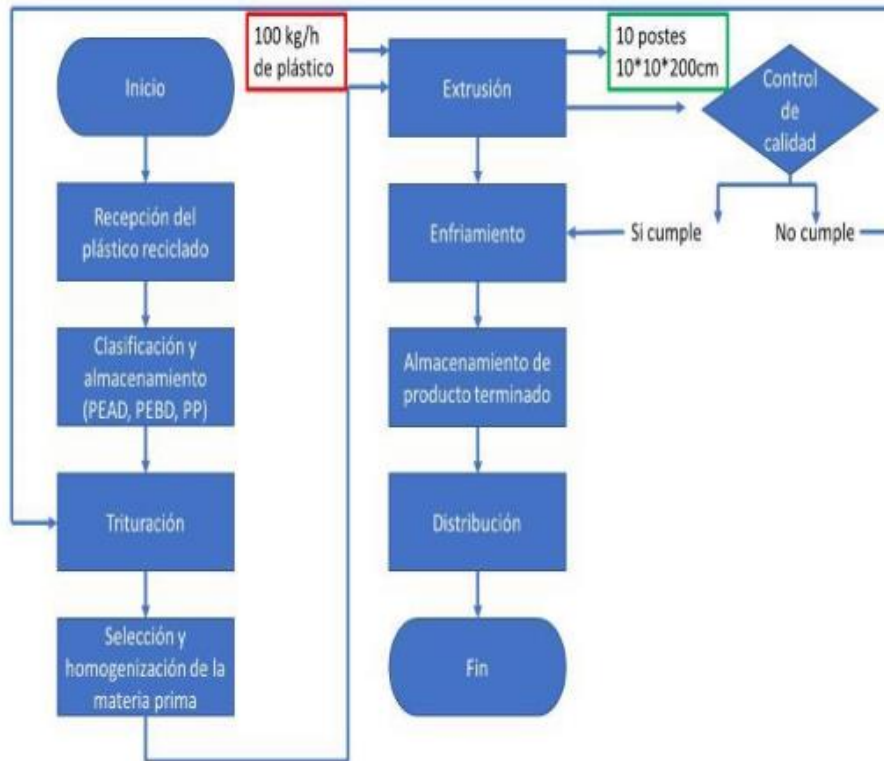 Inicio
Recepción del
plástico reciclado
Clasificación y
almacenamiento
(PEAD, PEBD, PP)
Trituración
Selección y
homogenización de la
materia prima
100 kg/h
de plástico
Extrusión
10 postes
10*10*200cm
Control
de
calidad
Si cumple
No cumple
Enfriamiento
Almacenamiento de
producto terminado
Distribución
Fin